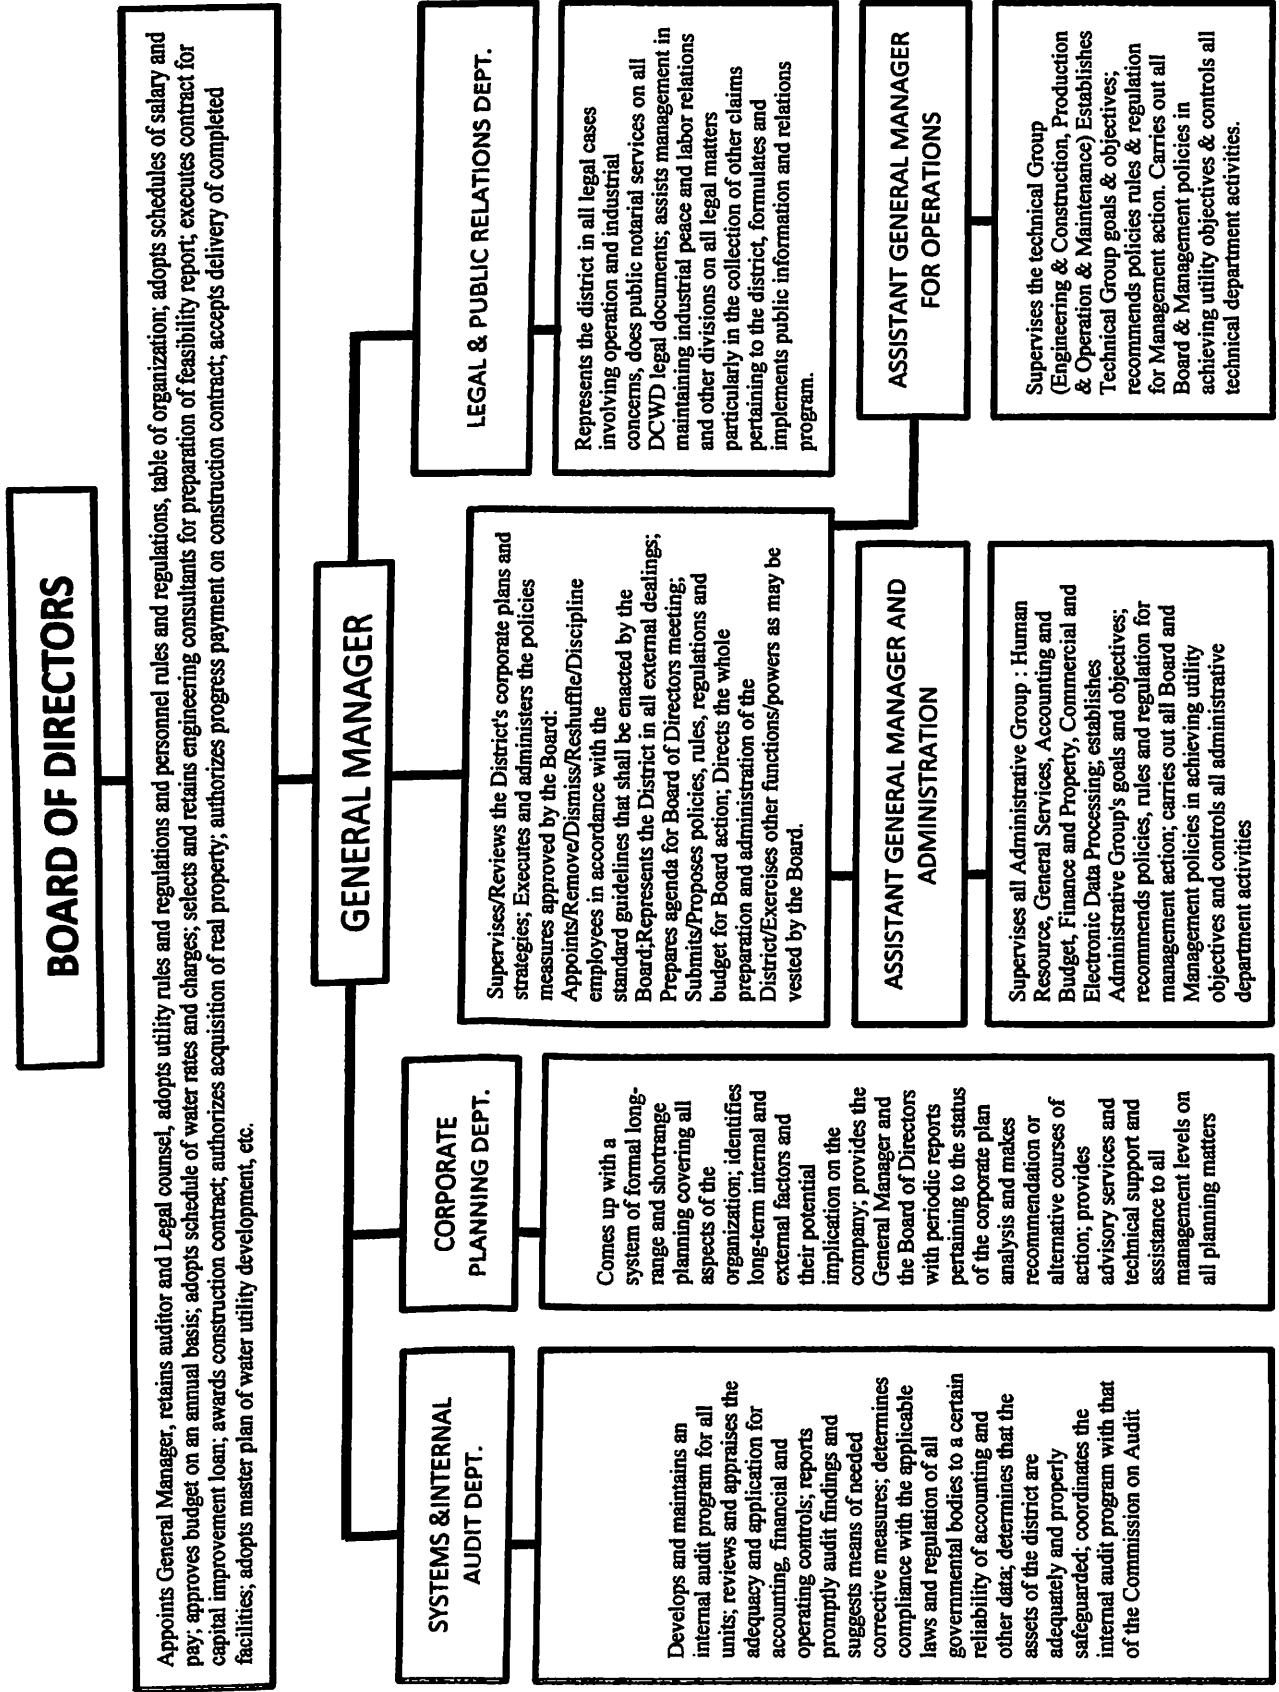 BOARD OF DIRECTORS
Appoints General Manager, retains auditor and Legal counsel, adopts utility rules and regulations and personnel rules and regulations, table of organization; adopts schedules of salary and
pay; approves budget on an annual basis; adopts schedule of water rates and charges; selects and retains engineering consultants for preparation of feasibility report; executes contract for
capital improvement loan; awards construction contract; authorizes acquisition of real property; authorizes progress payment on construction contract; accepts delivery of completed
facilities; adopts master plan of water utility development, etc.
GENERAL MANAGER
Supervises/Reviews the District's corporate plans and
strategies; Executes and administers the policies
measures approved by the Board:
Appoints/Remove/Dismiss/Reshuffle/Discipline
employees in accordance with the
standard guidelines that shall be enacted by the
Board;Represents the District in all external dealings;
Prepares agenda for Board of Directors meeting;
Submits/Proposes policies, rules, regulations and
budget for Board action; Directs the whole
preparation and administration of the
District/Exercises other functions/powers as may be
vested by the Board.
SYSTEMS &INTERNAL
AUDIT DEPT.
Develops and maintains an
internal audit program for all
units; reviews and appraises the
adequacy and application for
accounting, financial and
operating controls; reports
promptly audit findings and
suggests means of needed
corrective measures; determines
compliance with the applicable
laws and regulation of all
governmental bodies to a certain
reliability of accounting and
other data; determines that the
assets of the district are
adequately and properly
safeguarded; coordinates the
internal audit program with that
of the Commission on Audit
CORPORATE
PLANNING DEPT.
Comes up with a
system of formal long-
range and shortrange
planning covering all
aspects of the
organization; identifies
long-term internal and
external factors and
their potential
implication on the
company; provides the
General Manager and
the Board of Directors
with periodic reports
pertaining to the status
of the corporate plan
analysis and makes
recommendation or
alternative courses of
action; provides
advisory services and
technical support and
assistance to all
management levels on
all planning matters
LEGAL & PUBLIC RELATIONS DEPT.
Represents the district in all legal cases
involving operation and industrial
concerns, does public notarial services on all
DCWD legal documents; assists management in
maintaining industrial peace and labor relations
and other divisions on all legal matters
particularly in the collection of other claims
pertaining to the district, formulates and
implements public information and relations
program.
ASSISTANT GENERAL MANAGER AND
ADMINISTRATION
Supervises all Administrative Group : Human
Resource, General Services, Accounting and
Budget, Finance and Property, Commercial and
Electronic Data Processing; establishes
Administrative Group's goals and objectives;
recommends policies, rules and regulation for
management action; carries out all Board and
Management policies in achieving utility
objectives and controls all administrative
department activities
ASSISTANT GENERAL MANAGER
FOR OPERATIONS
Supervises the technical Group
(Engineering & Construction, Production
& Operation & Maintenance) Establishes
Technical Group goals & objectives;
recommends policies rules & regulation
for Management action. Carries out all
Board & Management policies in
achieving utility objectives & controls all
technical department activities.